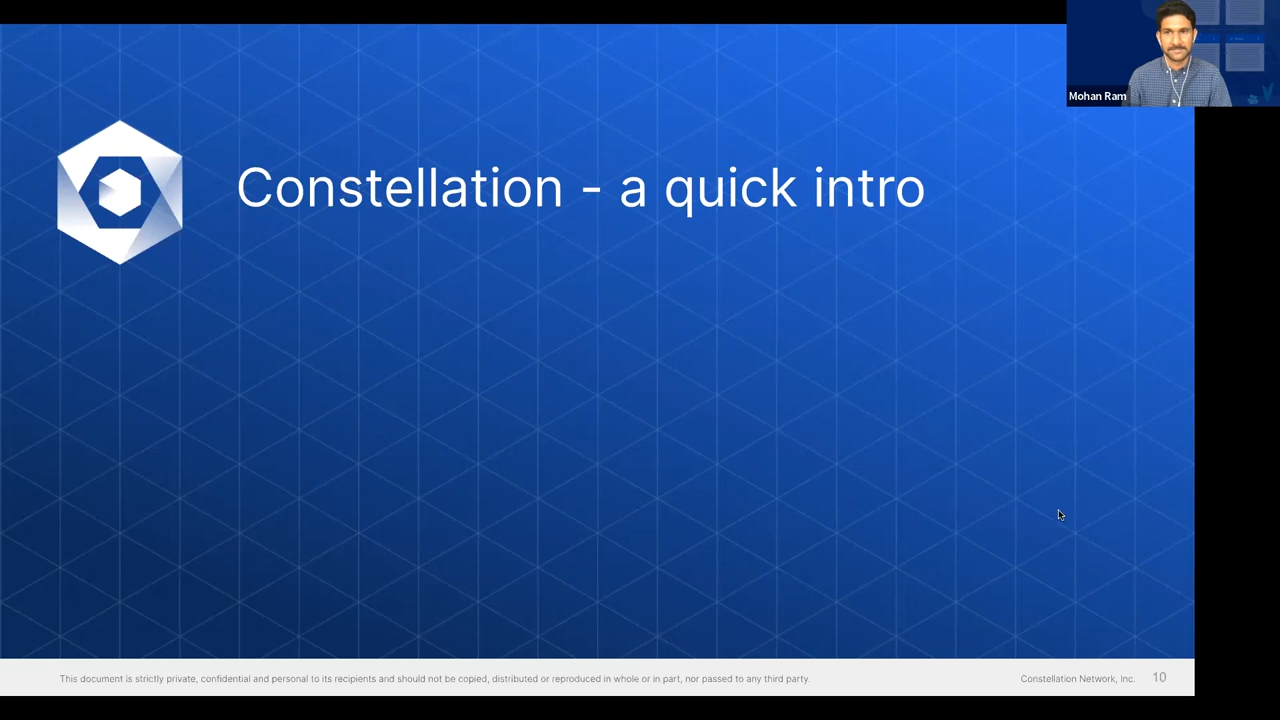 Mohan Ram
Constellation - a quick intro
This document is strictly private, confidential and personal to its recipients and should not be copied, distributed or reproduced in whole or in part, nor passed to any third party.
Constellation Network, Inc. 10